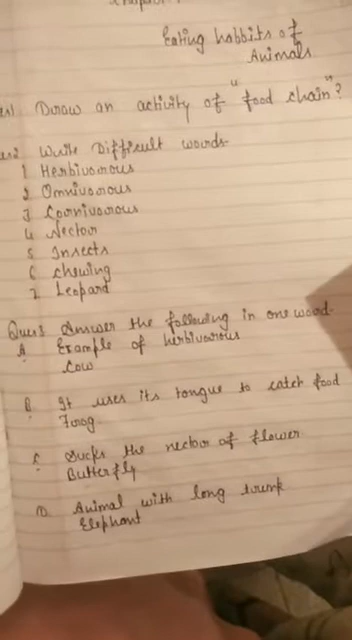 Eating habbits of
Animals
Draw an activity of "food chain"?
Write Difficult words-
1 Herbivorous
2 Omnivorous
3 Cornivorous
4 Nector
5 Insects
6 chewing
7 Leopard
Ques3 Answer the following in one word-
A Example of herbivorous
Cow
B It uses its tongue to catch food
Frog
C Sucks the nector of flower
Butterfly
D Animal with long trunk
Elephant